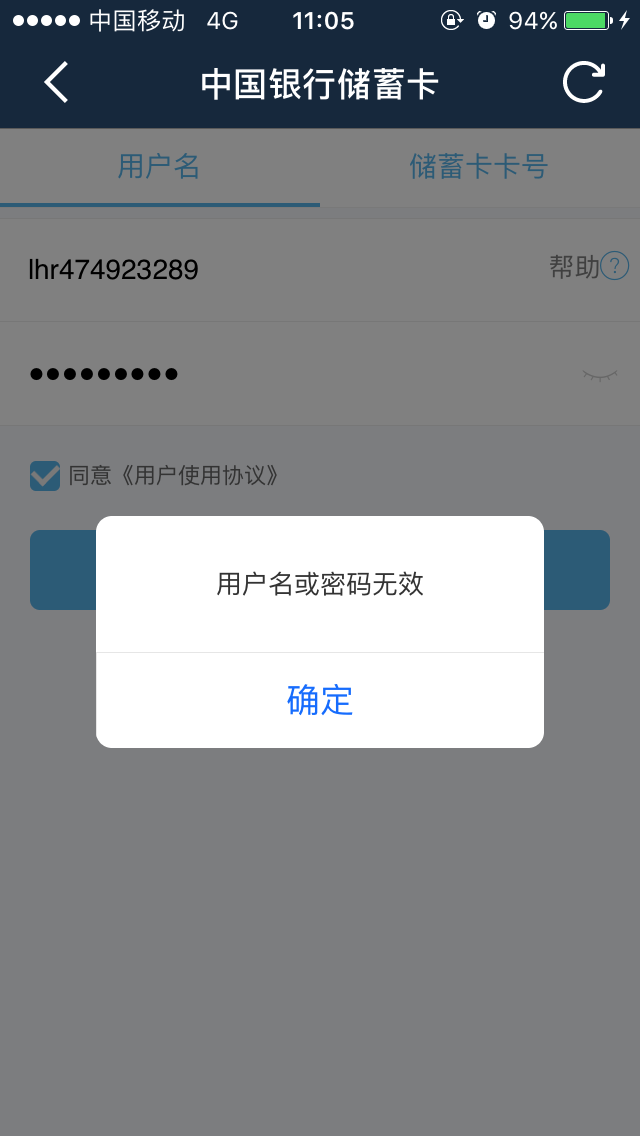 中国移动 4G 11:05 94%
中国银行储蓄卡
用户名 储蓄卡卡号
lhr474923289 帮助?
•••••••••
同意《用户使用协议》
用户名或密码无效
确定